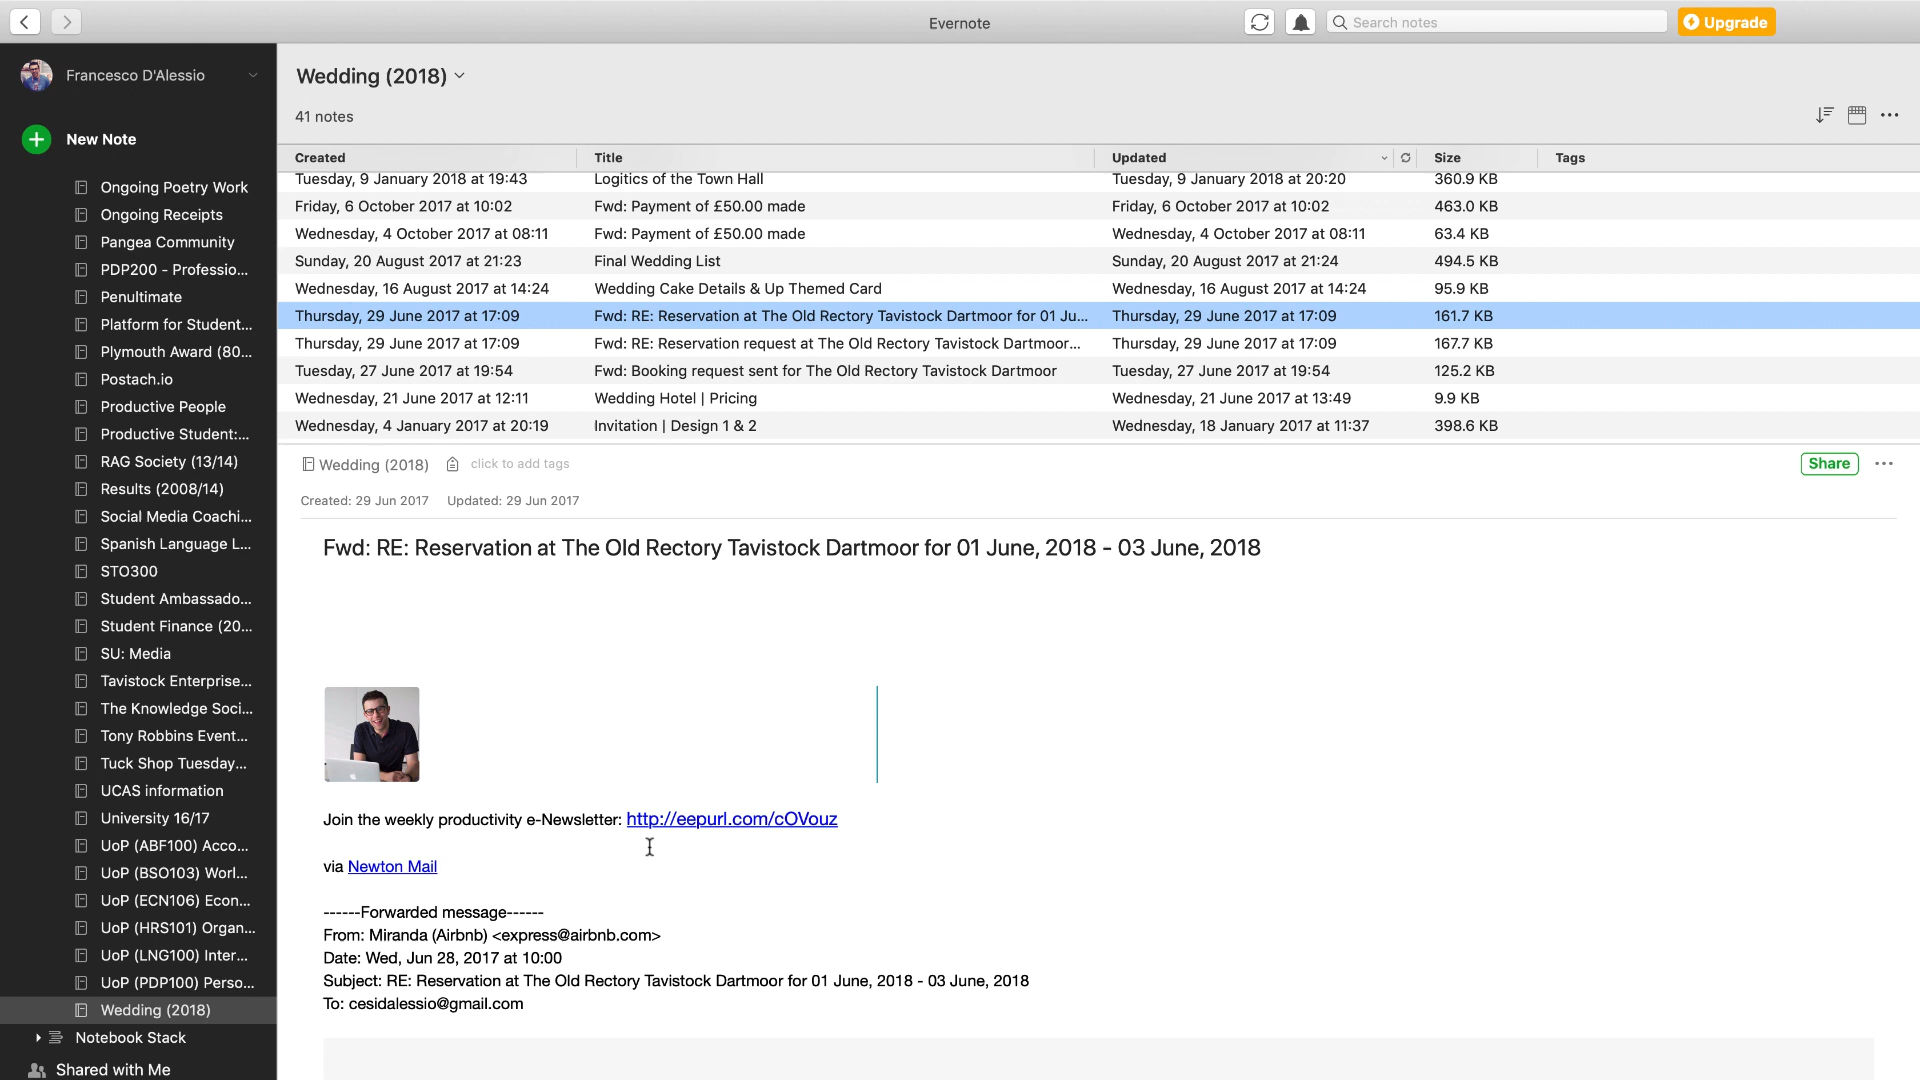 Evernote
Search notes
Upgrade
Francesco D'Alessio
New Note
Ongoing Poetry Work
Ongoing Receipts
Pangea Community
PDP200 - Professio...
Penultimate
Platform for Student...
Plymouth Award (80...
Postach.io
Productive People
Productive Student:...
RAG Society (13/14)
Results (2008/14)
Social Media Coachi...
Spanish Language L...
STO300
Student Ambassado...
Student Finance (20...
SU: Media
Tavistock Enterprise...
The Knowledge Soci...
Tony Robbins Event...
Tuck Shop Tuesday...
UCAS information
University 16/17
UoP (ABF100) Acco...
UoP (BSO103) Worl...
UoP (ECN106) Econ...
UoP (HRS101) Organ...
UoP (LNG100) Inter...
UoP (PDP100) Perso...
Wedding (2018)
Notebook Stack
Shared with Me
Wedding (2018)
41 notes
Created Title Updated Size Tags
Tuesday, 9 January 2018 at 19:43 Logitics of the Town Hall Tuesday, 9 January 2018 at 20:20 360.9 KB
Friday, 6 October 2017 at 10:02 Fwd: Payment of £50.00 made Friday, 6 October 2017 at 10:02 463.0 KB
Wednesday, 4 October 2017 at 08:11 Fwd: Payment of £50.00 made Wednesday, 4 October 2017 at 08:11 63.4 KB
Sunday, 20 August 2017 at 21:23 Final Wedding List Sunday, 20 August 2017 at 21:24 494.5 KB
Wednesday, 16 August 2017 at 14:24 Wedding Cake Details & Up Themed Card Wednesday, 16 August 2017 at 14:24 95.9 KB
Thursday, 29 June 2017 at 17:09 Fwd: RE: Reservation at The Old Rectory Tavistock Dartmoor for 01 Ju... Thursday, 29 June 2017 at 17:09 161.7 KB
Thursday, 29 June 2017 at 17:09 Fwd: RE: Reservation request at The Old Rectory Tavistock Dartmoor... Thursday, 29 June 2017 at 17:09 167.7 KB
Tuesday, 27 June 2017 at 19:54 Fwd: Booking request sent for The Old Rectory Tavistock Dartmoor Tuesday, 27 June 2017 at 19:54 125.2 KB
Wednesday, 21 June 2017 at 12:11 Wedding Hotel | Pricing Wednesday, 21 June 2017 at 13:49 9.9 KB
Wednesday, 4 January 2017 at 20:19 Invitation | Design 1 & 2 Wednesday, 18 January 2017 at 11:37 398.6 KB
Wedding (2018) click to add tags Share
Created: 29 Jun 2017 Updated: 29 Jun 2017
Fwd: RE: Reservation at The Old Rectory Tavistock Dartmoor for 01 June, 2018 - 03 June, 2018
Join the weekly productivity e-Newsletter: http://eepurl.com/cOVouz
via Newton Mail
------Forwarded message------
From: Miranda (Airbnb) <express@airbnb.com>
Date: Wed, Jun 28, 2017 at 10:00
Subject: RE: Reservation at The Old Rectory Tavistock Dartmoor for 01 June, 2018 - 03 June, 2018
To: cesidalessio@gmail.com